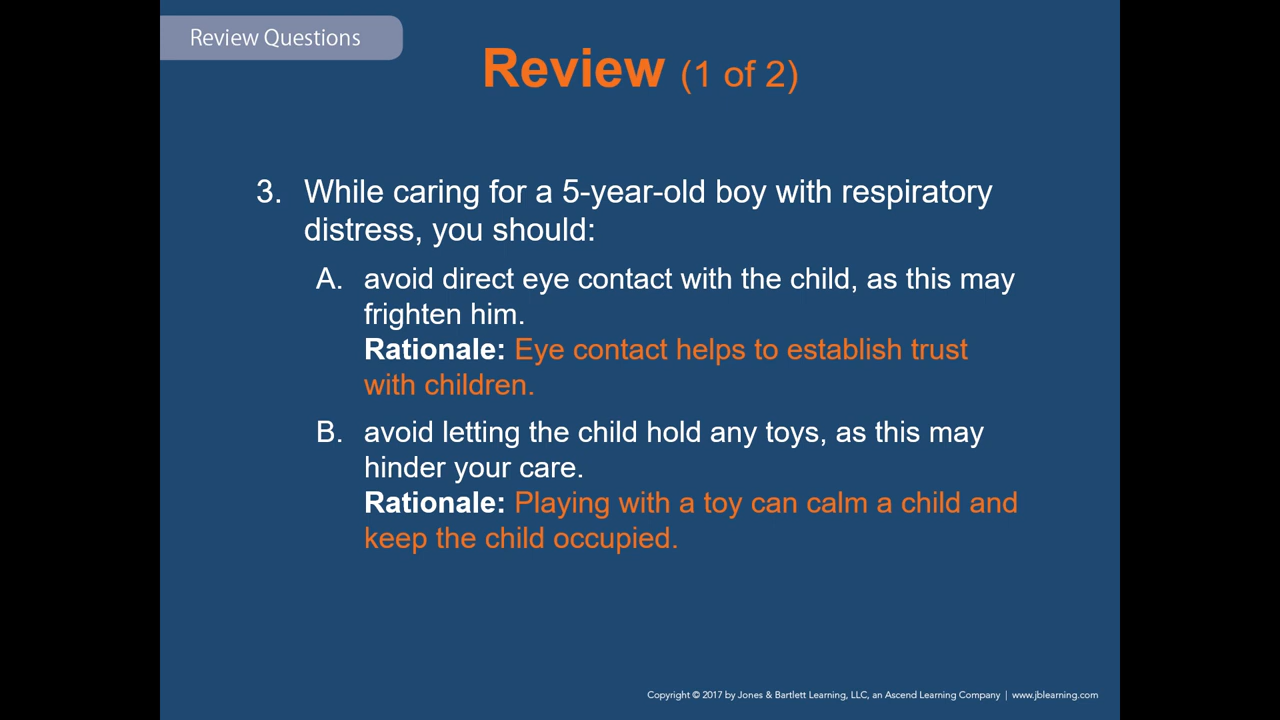 Review Questions
Review (1 of 2)
3. While caring for a 5-year-old boy with respiratory
distress, you should:
A. avoid direct eye contact with the child, as this may
frighten him.
Rationale: Eye contact helps to establish trust
with children.
B. avoid letting the child hold any toys, as this may
hinder your care.
Rationale: Playing with a toy can calm a child and
keep the child occupied.
Copyright © 2017 by Jones & Bartlett Learning, LLC, an Ascend Learning Company | www.jblearning.com